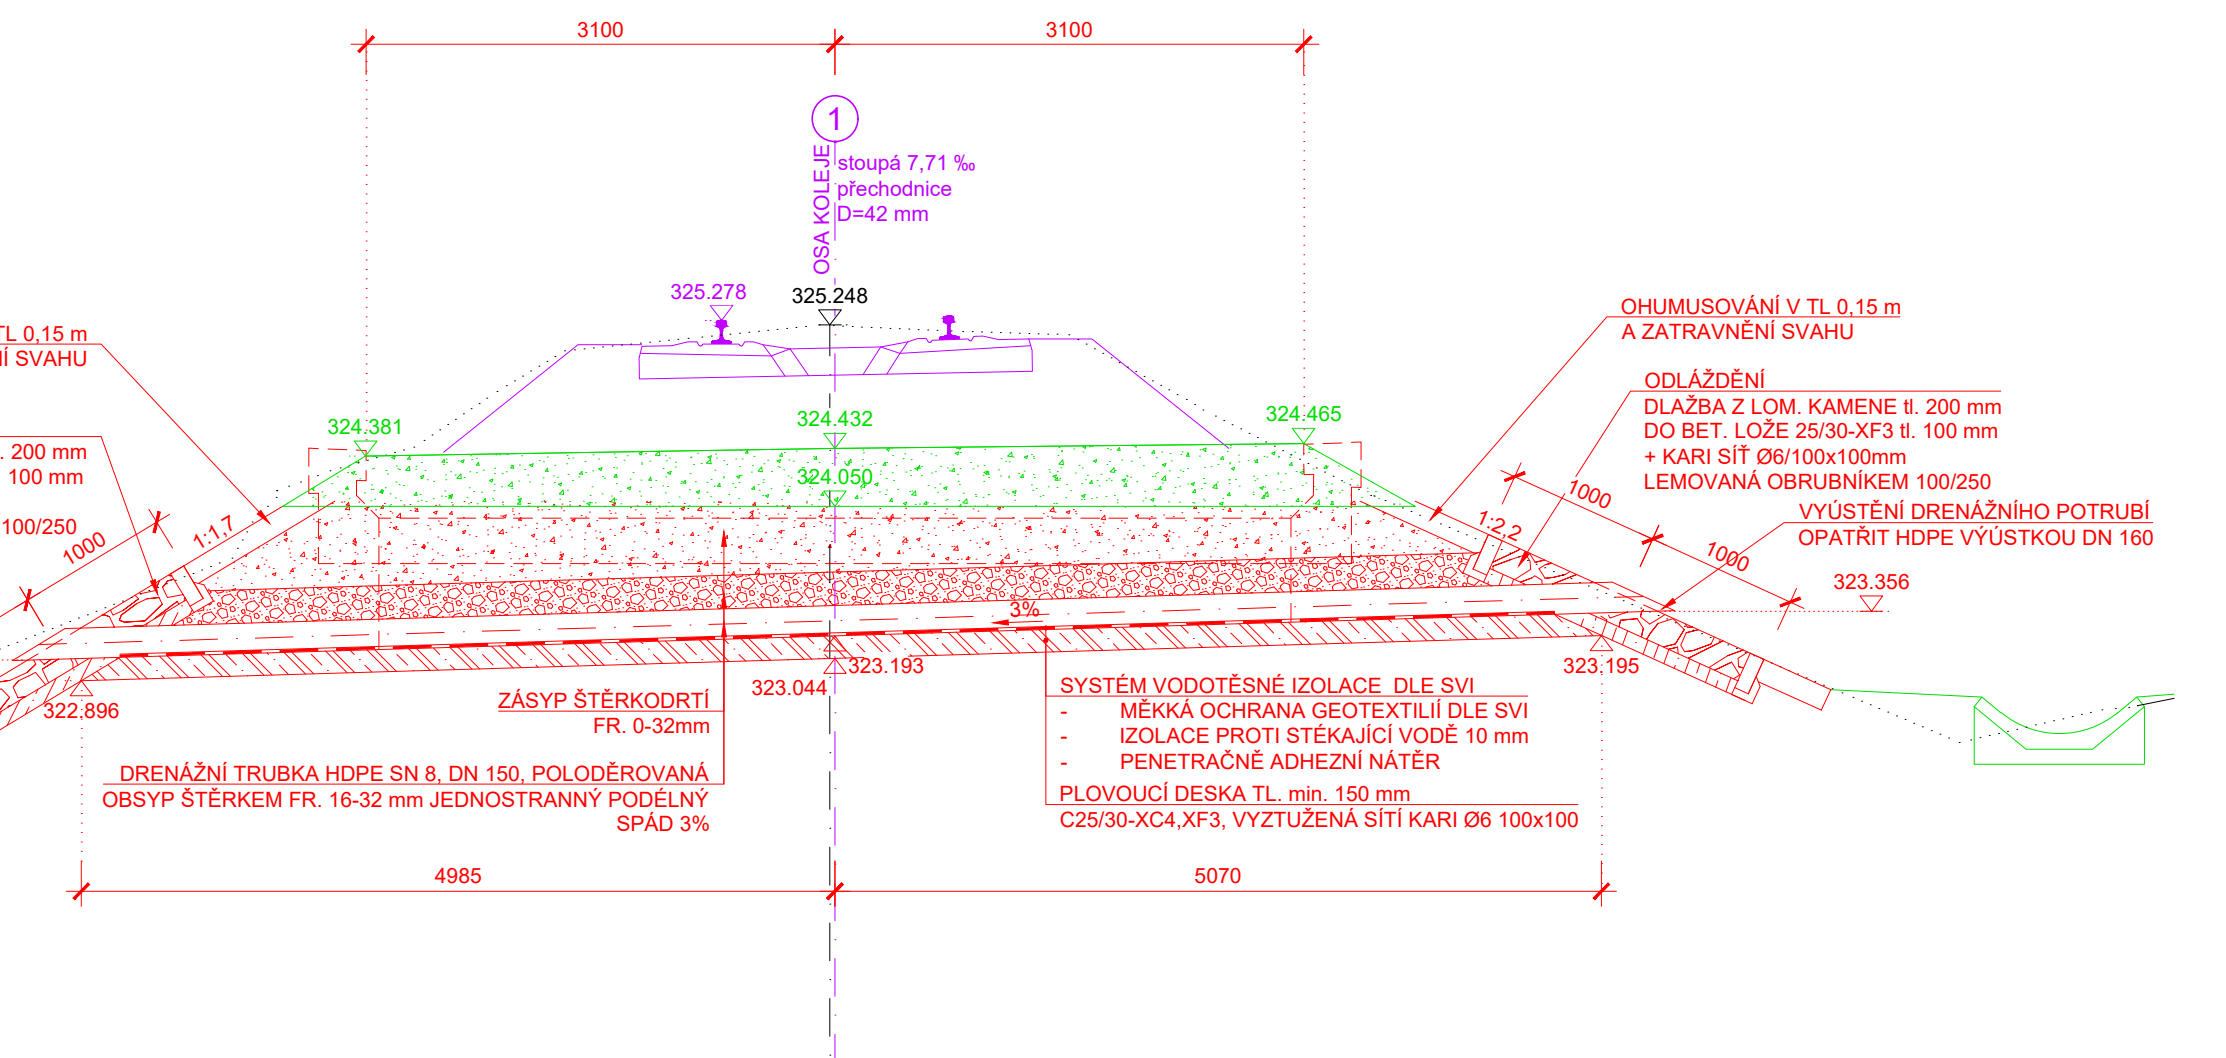 3100
3100
1
OSA KOLEJE
stoupá 7,71 ‰
přechodnice
D=42 mm
325.278
325.248
TL 0,15 m
NÍ SVAHU
OHUMUSOVÁNÍ V TL 0,15 m
A ZATRAVNĚNÍ SVAHU
ODLÁŽDĚNÍ
DLAŽBA Z LOM. KAMENE tl. 200 mm
DO BET. LOŽE 25/30-XF3 tl. 100 mm
+ KARI SÍŤ Ø6/100x100mm
LEMOVANÁ OBRUBNÍKEM 100/250
324.381
324.432
324.465
324.050
. 200 mm
100 mm
100/250
1000
1:1,7
1000
1:2,2
1000
VYÚSTĚNÍ DRENÁŽNÍHO POTRUBÍ
OPATŘIT HDPE VÝÚSTKOU DN 160
323.356
3%
322.896
323.044
323.193
323.195
ZÁSYP ŠTĚRKODRTÍ
FR. 0-32mm
DRENÁŽNÍ TRUBKA HDPE SN 8, DN 150, POLODĚROVANÁ
OBSYP ŠTĚRKEM FR. 16-32 mm JEDNOSTRANNÝ PODÉLNÝ
SPÁD 3%
SYSTÉM VODOTĚSNÉ IZOLACE DLE SVI
- MĚKKÁ OCHRANA GEOTEXTILIÍ DLE SVI
- IZOLACE PROTI STÉKAJÍCÍ VODĚ 10 mm
- PENETRAČNĚ ADHEZNÍ NÁTĚR
PLOVOUCÍ DESKA TL. min. 150 mm
C25/30-XC4,XF3, VYZTUŽENÁ SÍTÍ KARI Ø6 100x100
4985
5070